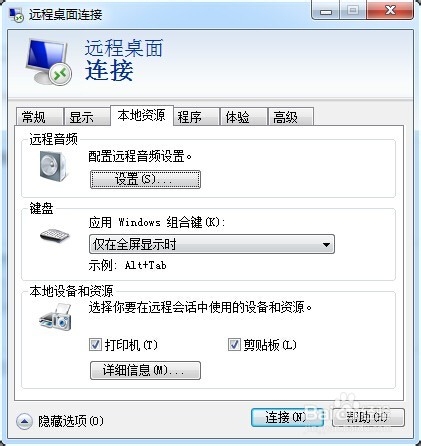 远程桌面连接
远程桌面
连接
常规 显示 本地资源 程序 体验 高级
远程音频
配置远程音频设置。
设置(S)...
键盘
应用 Windows 组合键(K):
仅在全屏显示时
示例: Alt+Tab
本地设备和资源
选择你要在远程会话中使用的设备和资源。
打印机(T) 剪贴板(L)
详细信息(M)...
隐藏选项(O) 连接(N) 帮助(H)